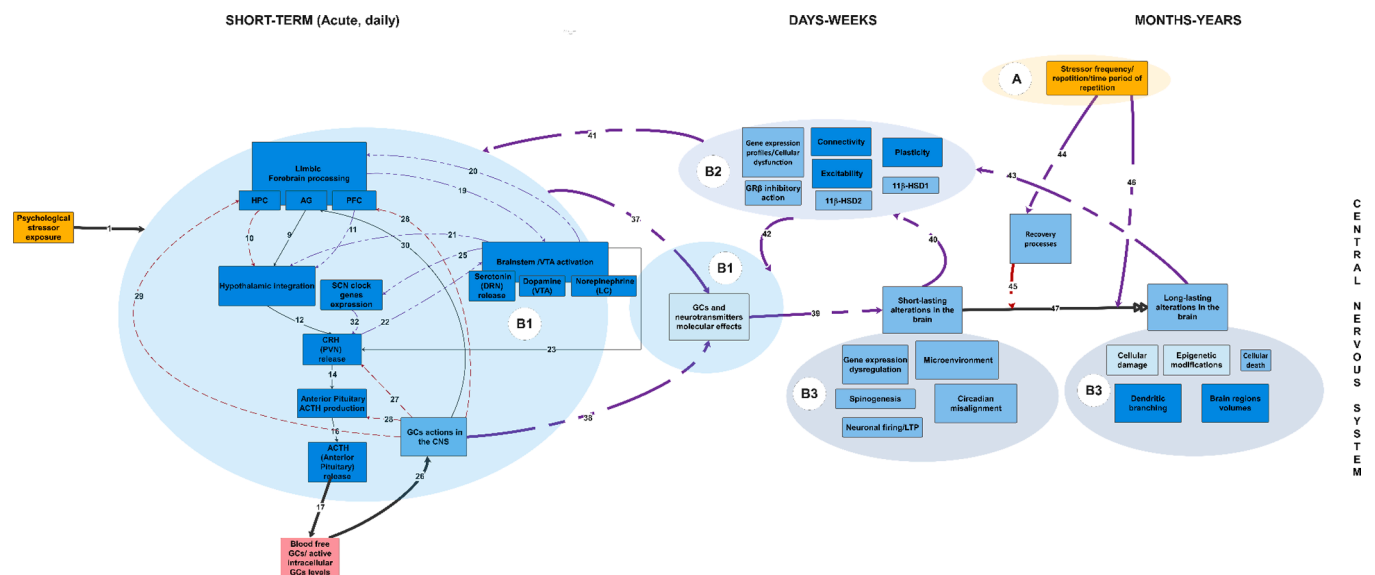 SHORT-TERM (Acute, daily)
DAYS-WEEKS
MONTHS-YEARS
A
Stressor frequency/
repatition/time period of
repetition
44
46
43
41
B2
Gene expression
profiles/Cellular
dysfunction
Connectivity
Plasticity
Excitability
GRβ inhibitory
action
11β-HSD2
11β-HSD1
42
40
Limbic
Forebrain processing
HPC
AG
PFC
20
19
28
10
9
11
21
25
30
29
37
Psychological
stressor
exposure
1
Hypothalamic integration
SCN clock
genes
expression
Brainstem /VTA activation
Serotonin
(DRN)
release
Dopamine
(VTA)
Norepinephrine
(LC)
B1
12
32
22
23
CRH
(PVN)
release
14
27
Anterior Pituitary
ACTH production
28
16
GCs actions in
the CNS
ACTH
(Anterior
Pituitary)
release
17
26
38
Blood free
GCs/ active
intracellular
GCs levels
B1
GCs and
neurotransmitters
molecular effects
39
Short-lasting
alterations in the
brain
Recovery
processes
45
47
Long-lasting
alterations in the
brain
B3
Gene expression
dysregulation
Microenvironment
Spinogenesis
Circadian
misalignment
Neuronal firing/LTP
B3
Cellular
damage
Epigenetic
modifications
Cellular
death
Dendritic
branching
Brain regions
volumes
CENTRAL NERVOUS SYSTEM